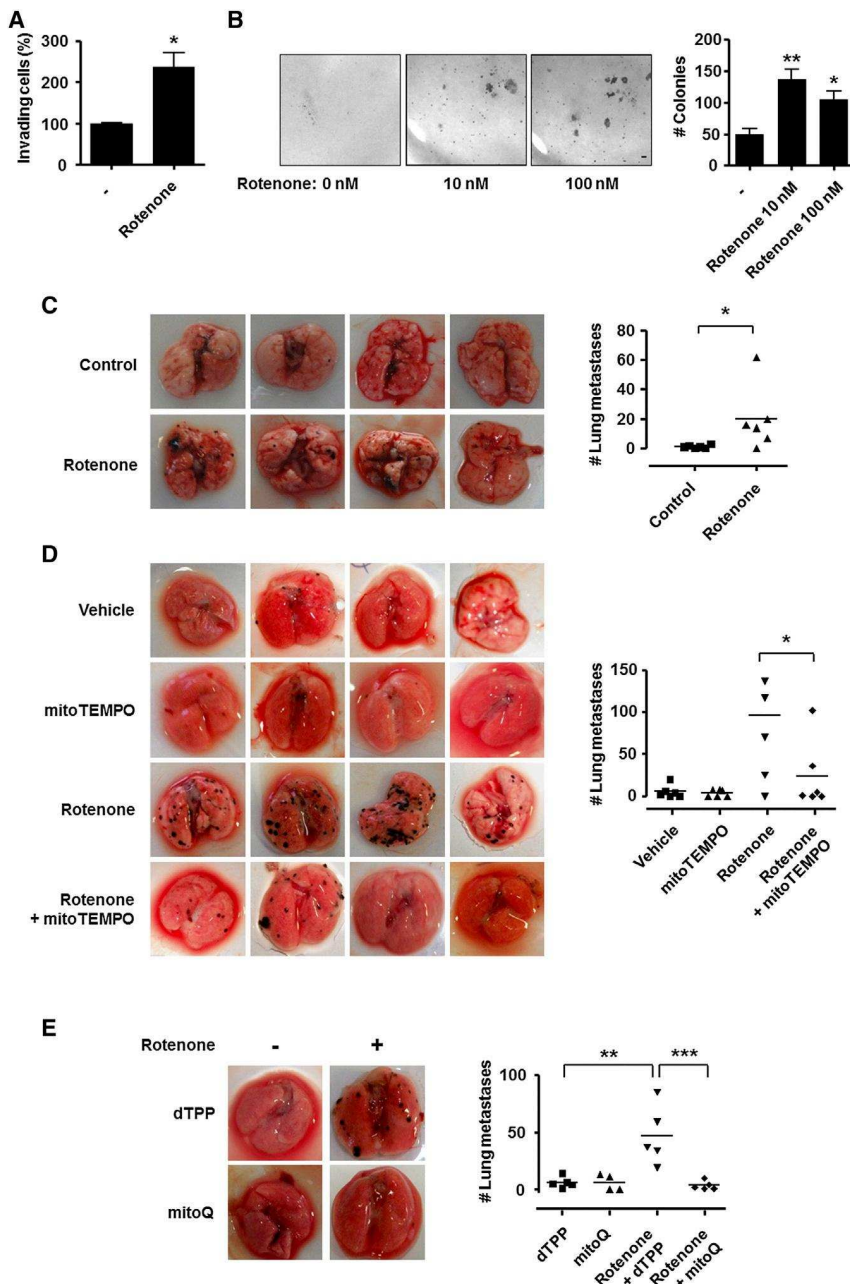 A
Invading cells (%)
300
200
100
0
*
-
Rotenone
B
Rotenone: 0 nM
10 nM
100 nM
# Colonies
200
150
100
50
0
**
*
-
Rotenone 10 nM
Rotenone 100 nM
C
Control
Rotenone
# Lung metastases
80
60
40
20
0
*
Control
Rotenone
D
Vehicle
mitoTEMPO
Rotenone
Rotenone
+ mitoTEMPO
# Lung metastases
150
100
50
0
*
Vehicle
mitoTEMPO
Rotenone
Rotenone
+ mitoTEMPO
E
Rotenone
-
+
dTPP
mitoQ
# Lung metastases
100
50
0
**
***
dTPP
mitoQ
Rotenone
+ dTPP
Rotenone
+ mitoQ